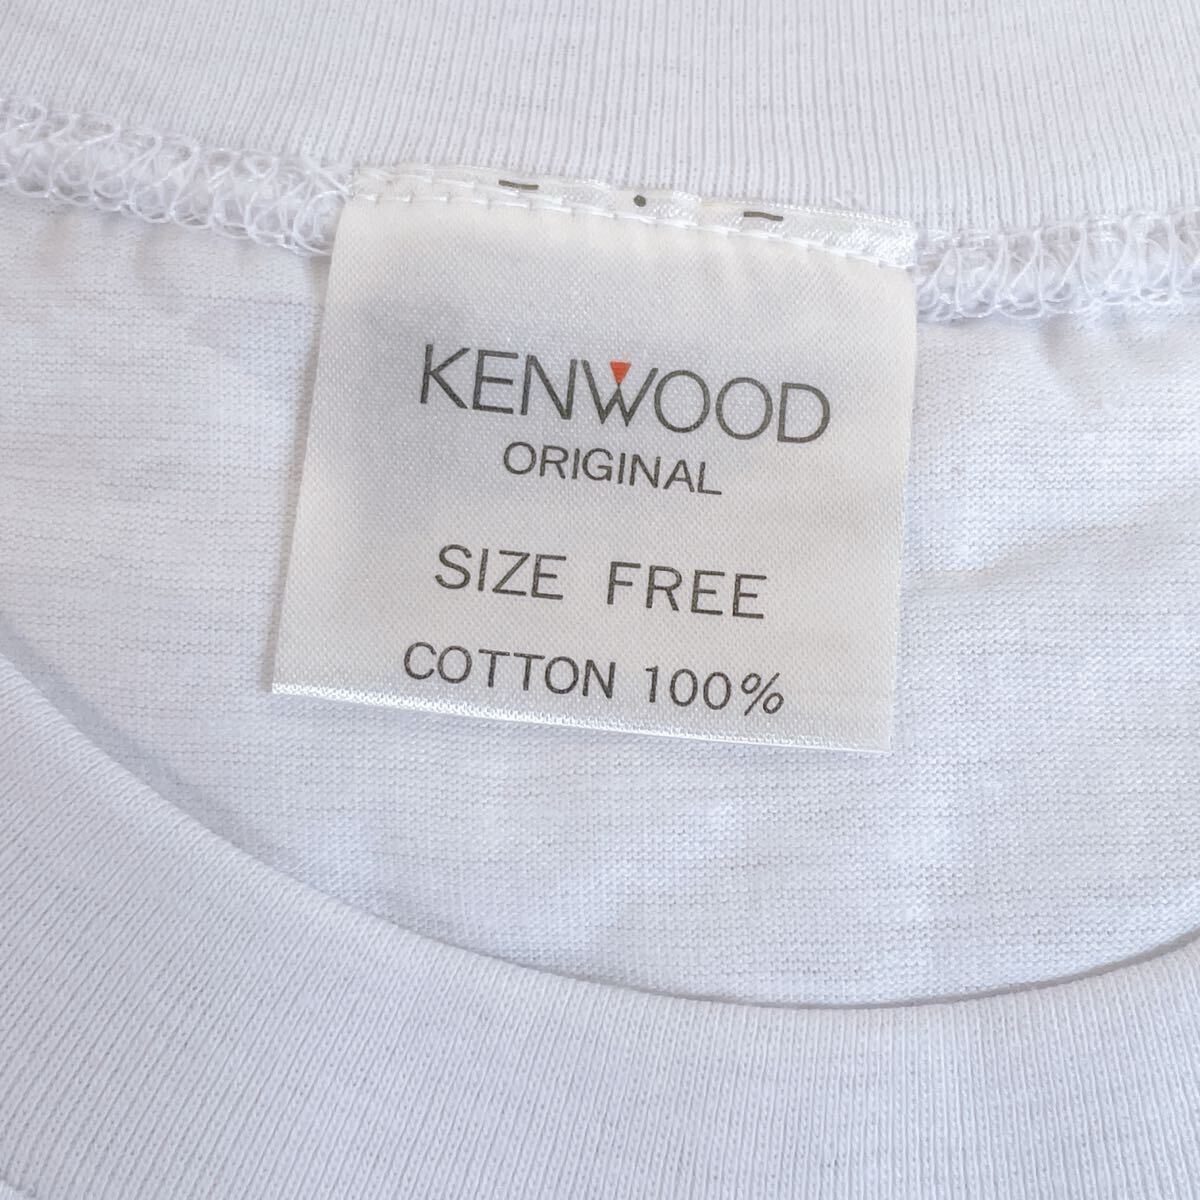 KENWOOD
ORIGINAL
SIZE FREE
COTTON 100%